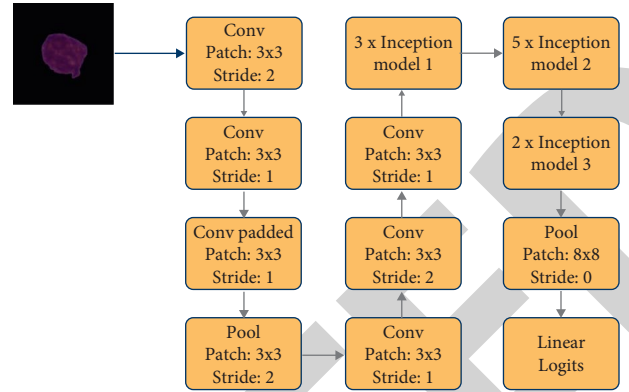 Conv
Patch: 3x3
Stride: 2
Conv
Patch: 3x3
Stride: 1
Conv padded
Patch: 3x3
Stride: 1
Pool
Patch: 3x3
Stride: 2
Conv
Patch: 3x3
Stride: 1
Conv
Patch: 3x3
Stride: 2
Conv
Patch: 3x3
Stride: 1
3 x Inception
model 1
5 x Inception
model 2
2 x Inception
model 3
Pool
Patch: 8x8
Stride: 0
Linear
Logits